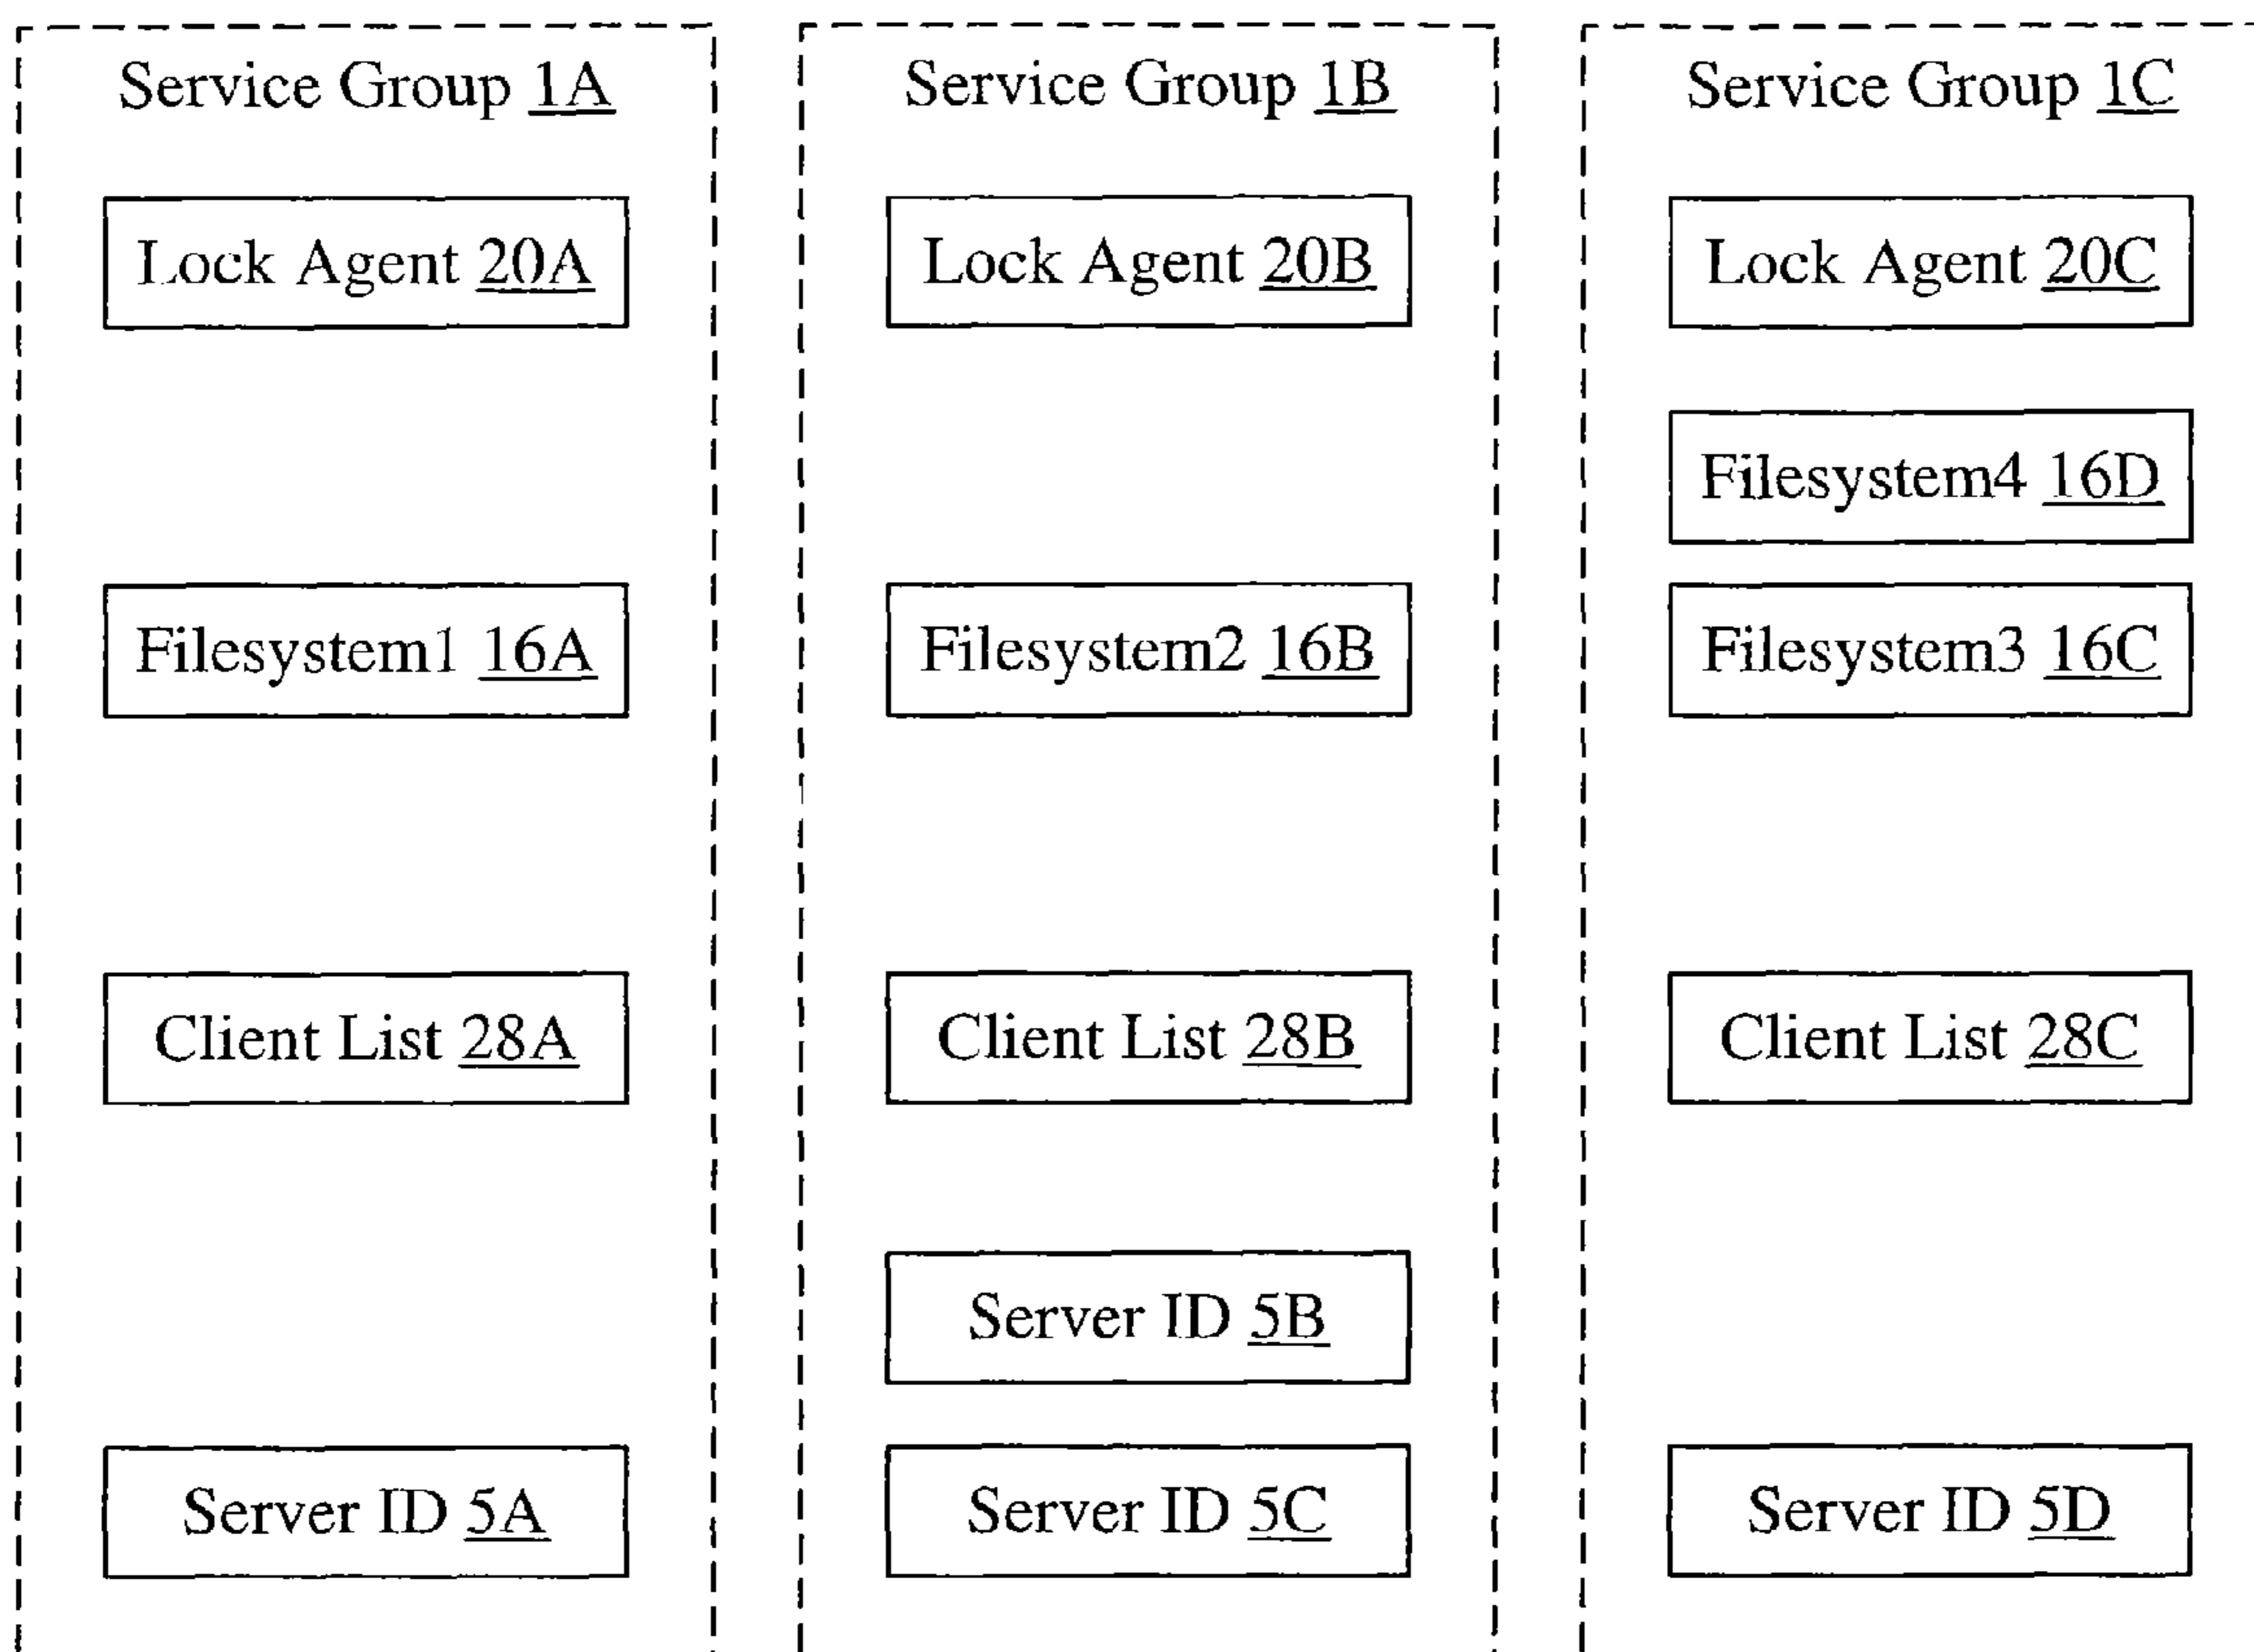 Service Group 1A
Lock Agent 20A
Filesystem1 16A
Client List 28A
Server ID 5A
Service Group 1B
Lock Agent 20B
Filesystem2 16B
Client List 28B
Server ID 5B
Server ID 5C
Service Group 1C
Lock Agent 20C
Filesystem4 16D
Filesystem3 16C
Client List 28C
Server ID 5D